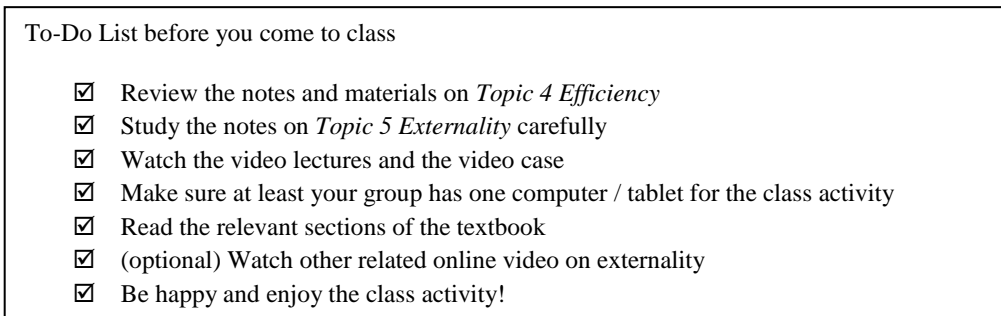 To-Do List before you come to class
☑ Review the notes and materials on Topic 4 Efficiency
☑ Study the notes on Topic 5 Externality carefully
☑ Watch the video lectures and the video case
☑ Make sure at least your group has one computer / tablet for the class activity
☑ Read the relevant sections of the textbook
☑ (optional) Watch other related online video on externality
☑ Be happy and enjoy the class activity!